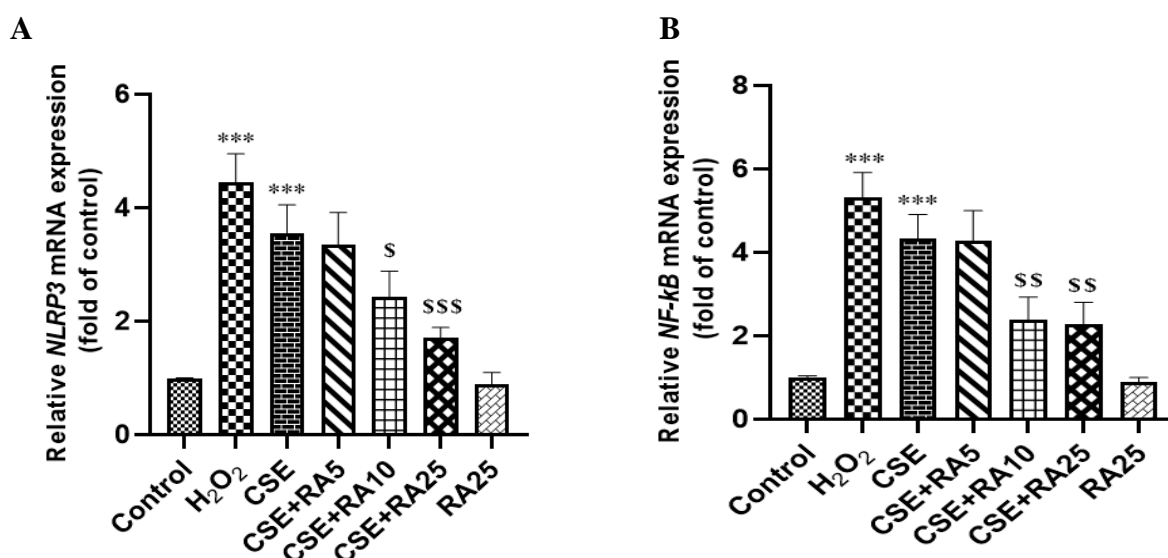 A
Relative NLRP3 mRNA expression
(fold of control)
6
4
2
0
***
***
$
$$$
Control
H₂O₂
CSE
CSE+RA5
CSE+RA10
CSE+RA25
RA25
B
Relative NF-kB mRNA expression
(fold of control)
8
6
4
2
0
***
***
$$
$$
Control
H₂O₂
CSE
CSE+RA5
CSE+RA10
CSE+RA25
RA25